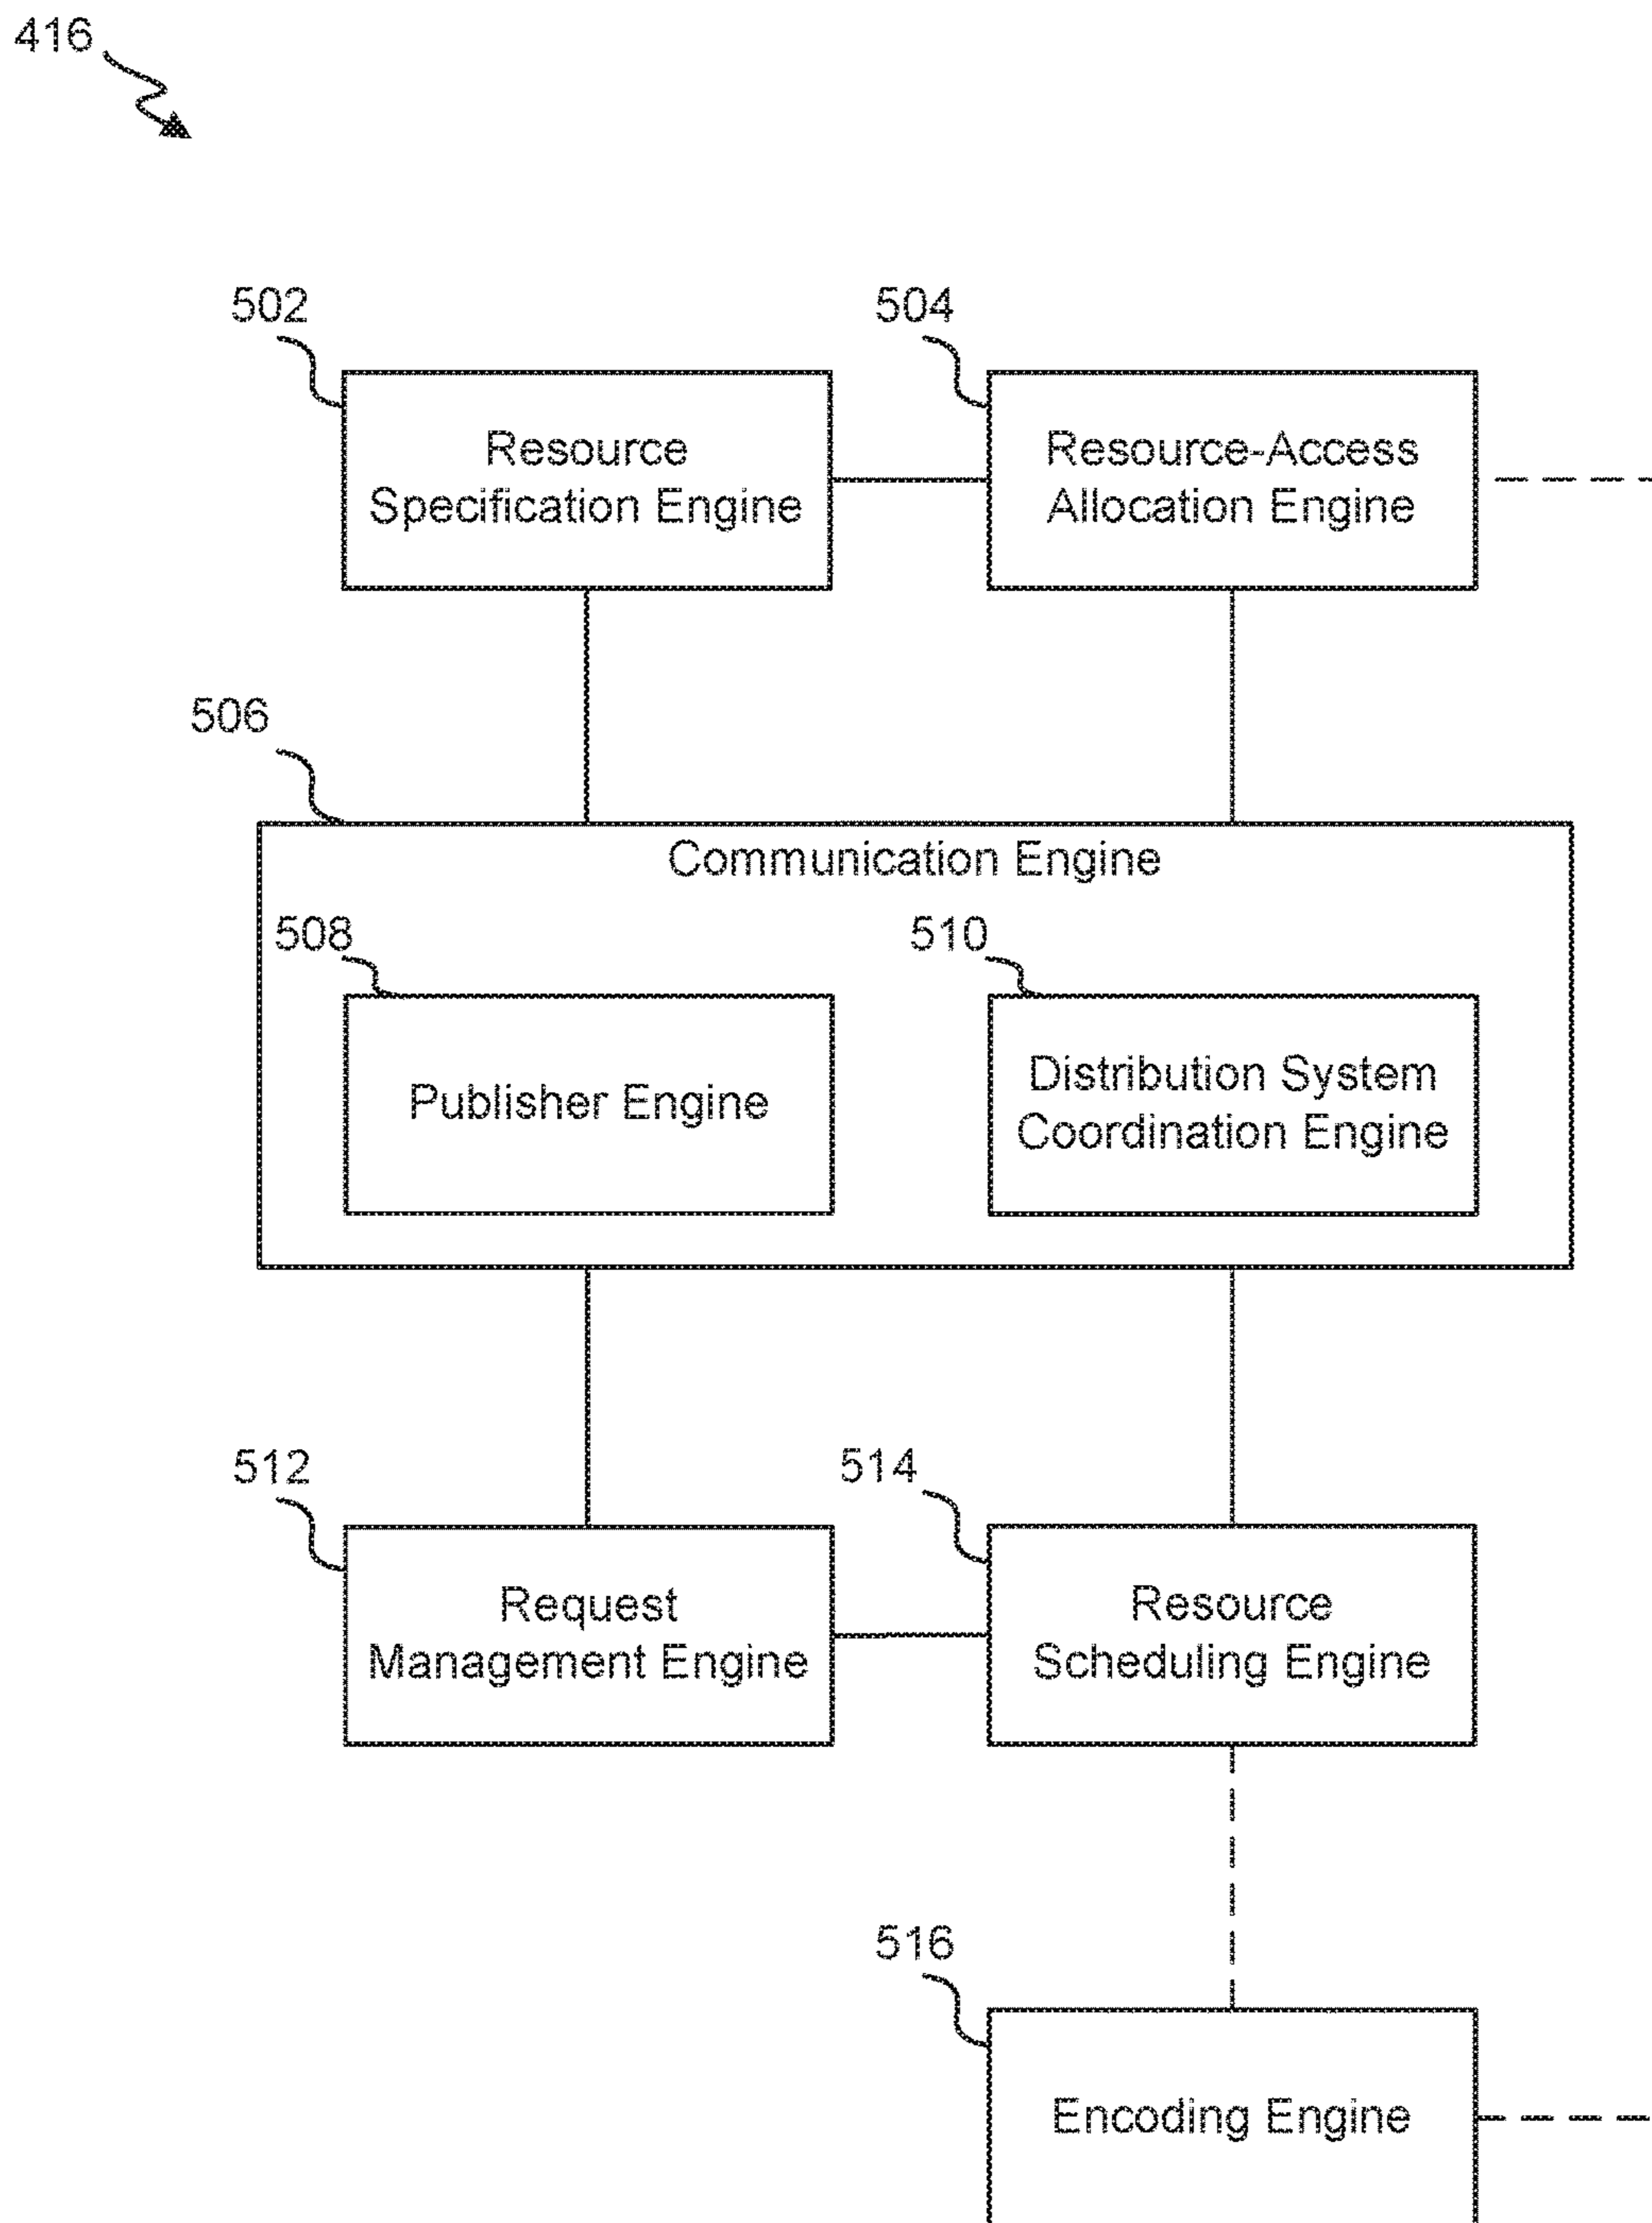 416
502
504
Resource
Specification Engine
Resource-Access
Allocation Engine
506
Communication Engine
508
510
Publisher Engine
Distribution System
Coordination Engine
512
514
Request
Management Engine
Resource
Scheduling Engine
516
Encoding Engine